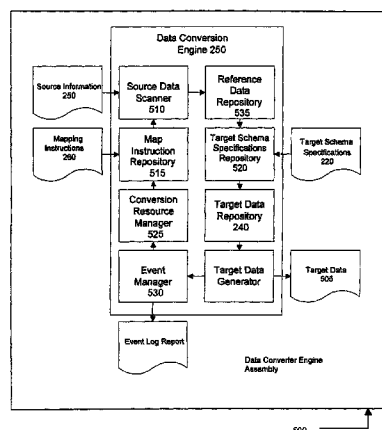 Data Conversion
Engine 250
Source Information
250
Source Data
Scanner
510
Reference
Data
Repository
535
Mapping
Instructions
260
Map
Instruction
Repository
515
Target Schema
Specifications
Repository
520
Target Schema
Specifications
220
Conversion
Resource
Manager
525
Target Data
Repository
240
Event
Manager
530
Target Data
Generator
Target Data
505
Event Log Report
Data Converter Engine
Assembly
500